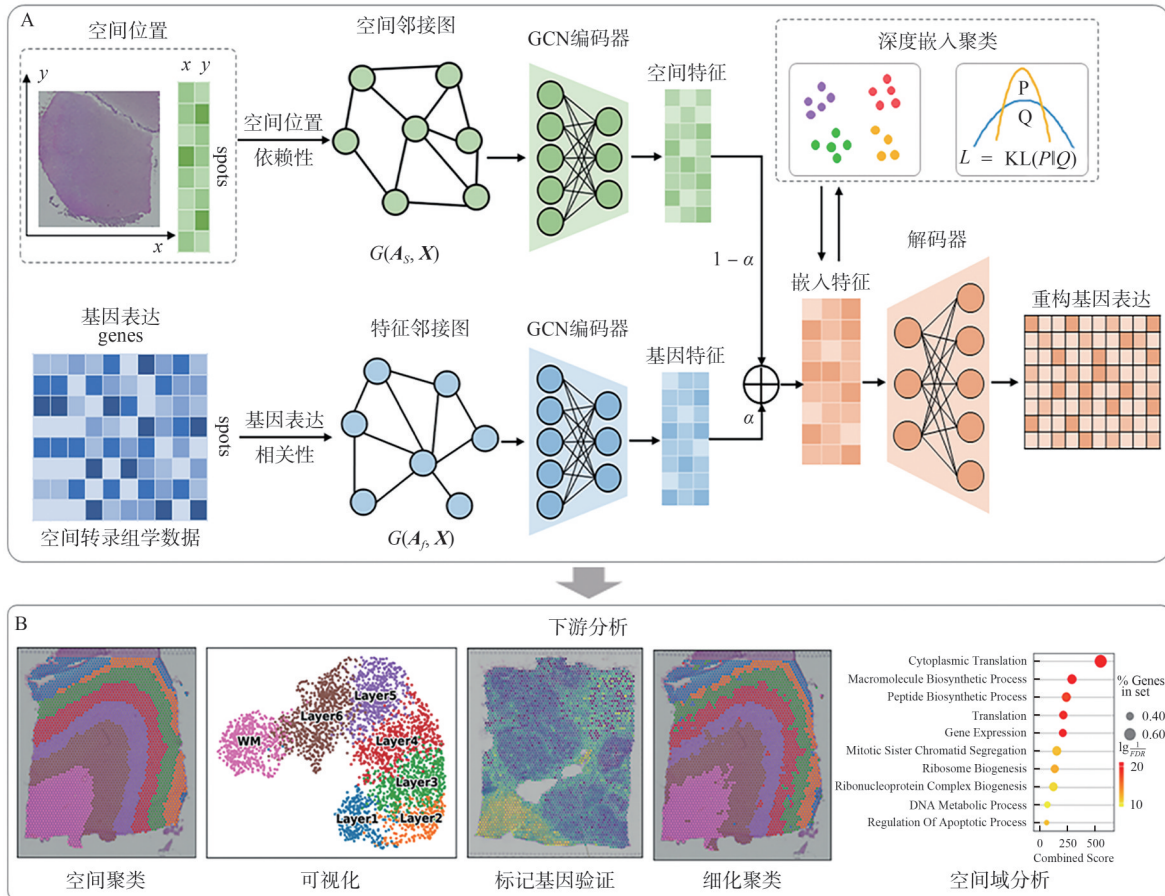 A
空间位置
x y
y
x
spots
空间位置
依赖性
空间邻接图
G(A_S, X)
GCN编码器
空间特征
深度嵌入聚类
P
Q
L = KL(P‖Q)
1 − α
基因表达
genes
spots
空间转录组学数据
基因表达
相关性
特征邻接图
G(A_f, X)
GCN编码器
基因特征
α
嵌入特征
解码器
重构基因表达
B
下游分析
空间聚类
WM
Layer6
Layer5
Layer4
Layer3
Layer1
Layer2
可视化
标记基因验证
细化聚类
Cytoplasmic Translation
Macromolecule Biosynthetic Process
Peptide Biosynthetic Process
Translation
Gene Expression
Mitotic Sister Chromatid Segregation
Ribosome Biogenesis
Ribonucleoprotein Complex Biogenesis
DNA Metabolic Process
Regulation Of Apoptotic Process
0 250 500
Combined Score
% Genes
in set
0.40
0.60
lg 1/FDR
20
10
空间域分析